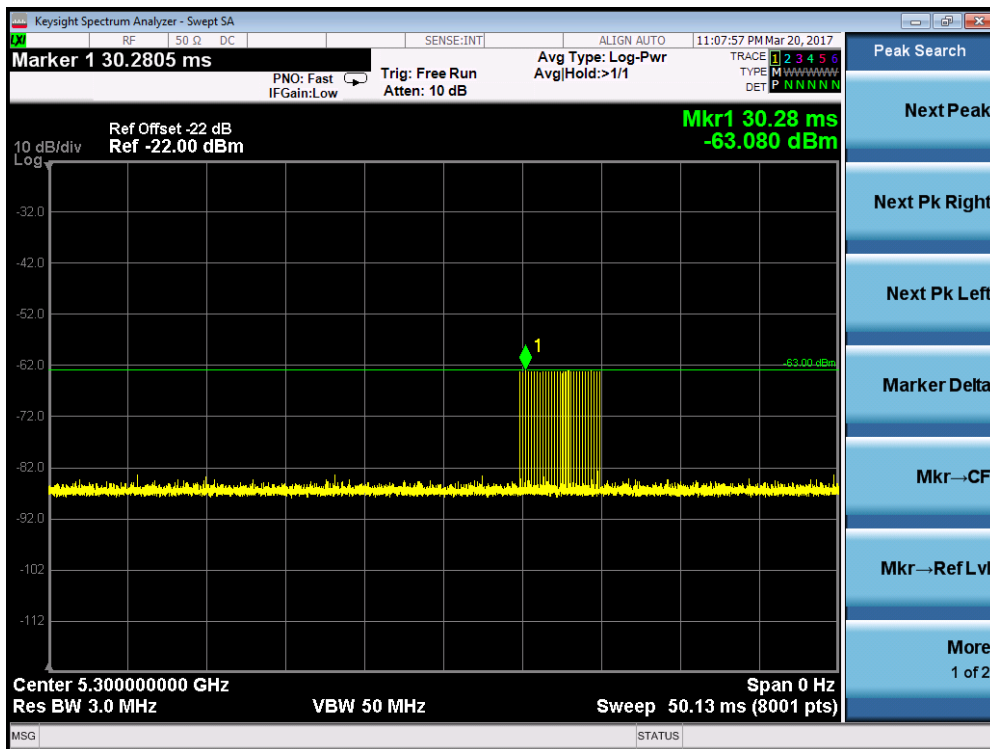 Keysight Spectrum Analyzer - Swept SA
LXI RF 50 Ω DC SENSE:INT ALIGN AUTO 11:07:57 PM Mar 20, 2017
Marker 1 30.2805 ms
PNO: Fast
IFGain:Low
Trig: Free Run
Atten: 10 dB
Avg Type: Log-Pwr
Avg|Hold:>1/1
TRACE 1 2 3 4 5 6
TYPE M WWWWW
DET P N N N N N
Peak Search
Ref Offset -22 dB
10 dB/div Ref -22.00 dBm
Log
Mkr1 30.28 ms
-63.080 dBm
-32.0
-42.0
-52.0
1
-62.0
-63.00 dBm
-72.0
-82.0
-92.0
-102
-112
Center 5.300000000 GHz Span 0 Hz
Res BW 3.0 MHz VBW 50 MHz Sweep 50.13 ms (8001 pts)
Next Peak
Next Pk Right
Next Pk Left
Marker Delta
Mkr→CF
Mkr→Ref Lvl
More
1 of 2
MSG STATUS